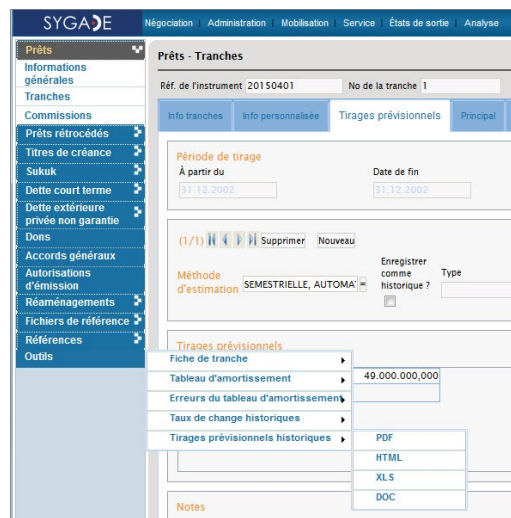 SYGADE
Négociation Administration Mobilisation Service États de sortie Analyse
Prêts
Informations
générales
Tranches
Commissions
Prêts rétrocédés
Titres de créance
Sukuk
Dette court terme
Dette extérieure
privée non garantie
Dons
Accords généraux
Autorisations
d'émission
Réaménagements
Fichiers de référence
Références
Outils
Prêts - Tranches
Réf. de l'instrument 20150401 No de la tranche 1
Info tranches Info personnalisée Tirages prévisionnels Principal
Période de tirage
À partir du Date de fin
31.12.2002 31.12.2002
(1/1) Supprimer Nouveau
Méthode
d'estimation SEMESTRIELLE, AUTOMA =
Enregistrer
comme
historique ?
Type
Tirages prévisionnels
49.000.000,000
Fiche de tranche
Tableau d'amortissement
Erreurs du tableau d'amortissement
Taux de change historiques
Tirages prévisionnels historiques
PDF
HTML
XLS
DOC
Notes